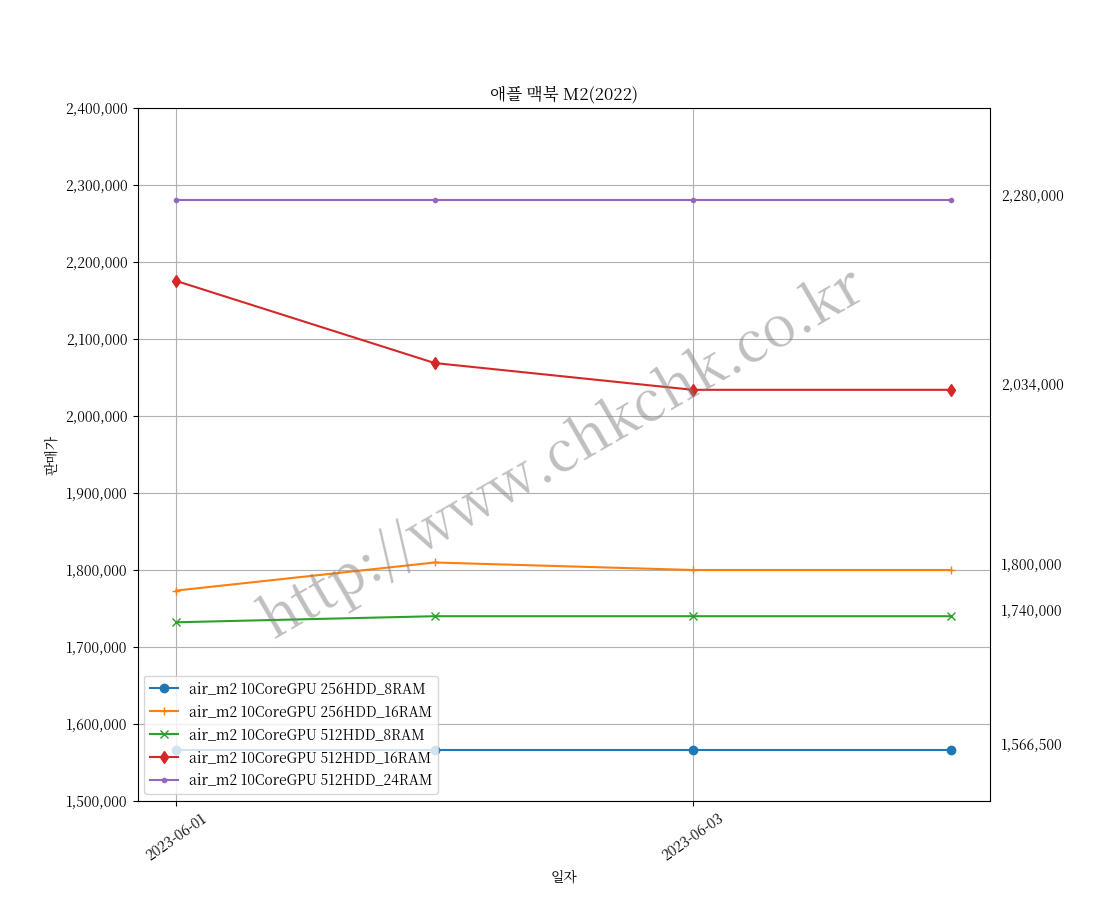 애플 맥북 M2(2022)
2,400,000
2,300,000
2,200,000
2,100,000
2,000,000
1,900,000
1,800,000
1,700,000
1,600,000
1,500,000
판매가
2,280,000
2,034,000
1,800,000
1,740,000
1,566,500
http://www.chkchk.co.kr
air_m2 10CoreGPU 256HDD_8RAM
air_m2 10CoreGPU 256HDD_16RAM
air_m2 10CoreGPU 512HDD_8RAM
air_m2 10CoreGPU 512HDD_16RAM
air_m2 10CoreGPU 512HDD_24RAM
2023-06-01
2023-06-03
일자